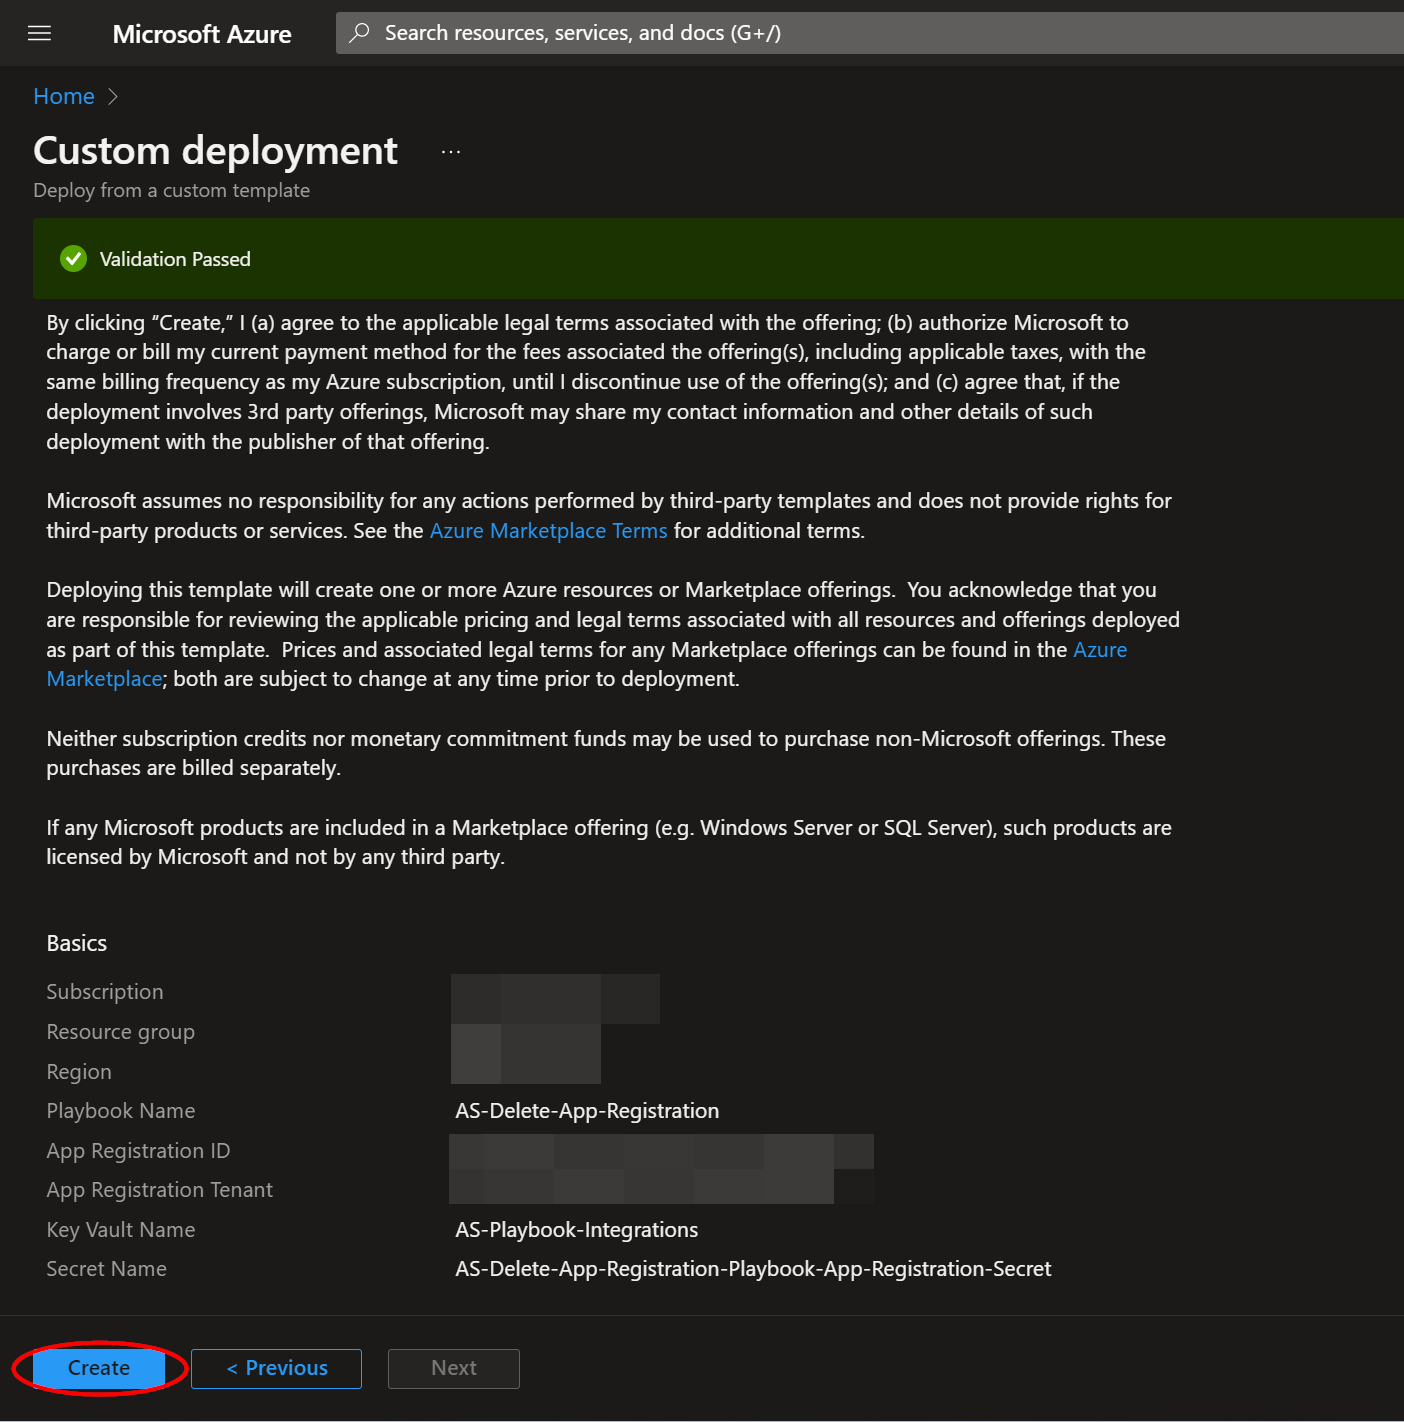 Microsoft Azure
Search resources, services, and docs (G+/)
Home
Custom deployment
...
Deploy from a custom template
Validation Passed
By clicking “Create,” I (a) agree to the applicable legal terms associated with the offering; (b) authorize Microsoft to
charge or bill my current payment method for the fees associated the offering(s), including applicable taxes, with the
same billing frequency as my Azure subscription, until I discontinue use of the offering(s); and (c) agree that, if the
deployment involves 3rd party offerings, Microsoft may share my contact information and other details of such
deployment with the publisher of that offering.
Microsoft assumes no responsibility for any actions performed by third-party templates and does not provide rights for
third-party products or services. See the Azure Marketplace Terms for additional terms.
Deploying this template will create one or more Azure resources or Marketplace offerings.  You acknowledge that you
are responsible for reviewing the applicable pricing and legal terms associated with all resources and offerings deployed
as part of this template.  Prices and associated legal terms for any Marketplace offerings can be found in the Azure
Marketplace; both are subject to change at any time prior to deployment.
Neither subscription credits nor monetary commitment funds may be used to purchase non-Microsoft offerings. These
purchases are billed separately.
If any Microsoft products are included in a Marketplace offering (e.g. Windows Server or SQL Server), such products are
licensed by Microsoft and not by any third party.
Basics
Subscription
Resource group
Region
Playbook Name AS-Delete-App-Registration
App Registration ID
App Registration Tenant
Key Vault Name AS-Playbook-Integrations
Secret Name AS-Delete-App-Registration-Playbook-App-Registration-Secret
Create < Previous Next